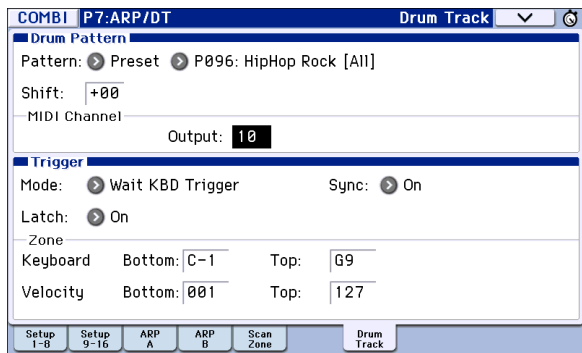 COMBI P7:ARP/DT Drum Track
Drum Pattern
Pattern: Preset P096: HipHop Rock [All]
Shift: +00
MIDI Channel
Output: 10
Trigger
Mode: Wait KBD Trigger Sync: On
Latch: On
Zone
Keyboard Bottom: C-1 Top: G9
Velocity Bottom: 001 Top: 127
Setup 1-8 Setup 9-16 ARP A ARP B Scan Zone Drum Track